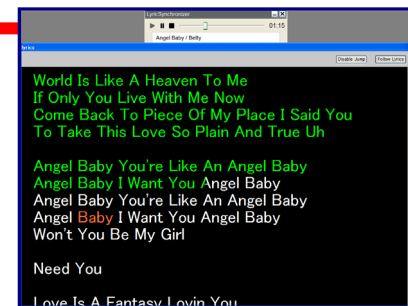 Lyric Synchronizer
01:15
Angel Baby / Betty
lyrics
Disable Jump
Follow Lyrics
World Is Like A Heaven To Me
If Only You Live With Me Now
Come Back To Piece Of My Place I Said You
To Take This Love So Plain And True Uh
Angel Baby You're Like An Angel Baby
Angel Baby I Want You Angel Baby
Angel Baby You're Like An Angel Baby
Angel Baby I Want You Angel Baby
Won't You Be My Girl
Need You
Love Is A Fantasy Lovin You